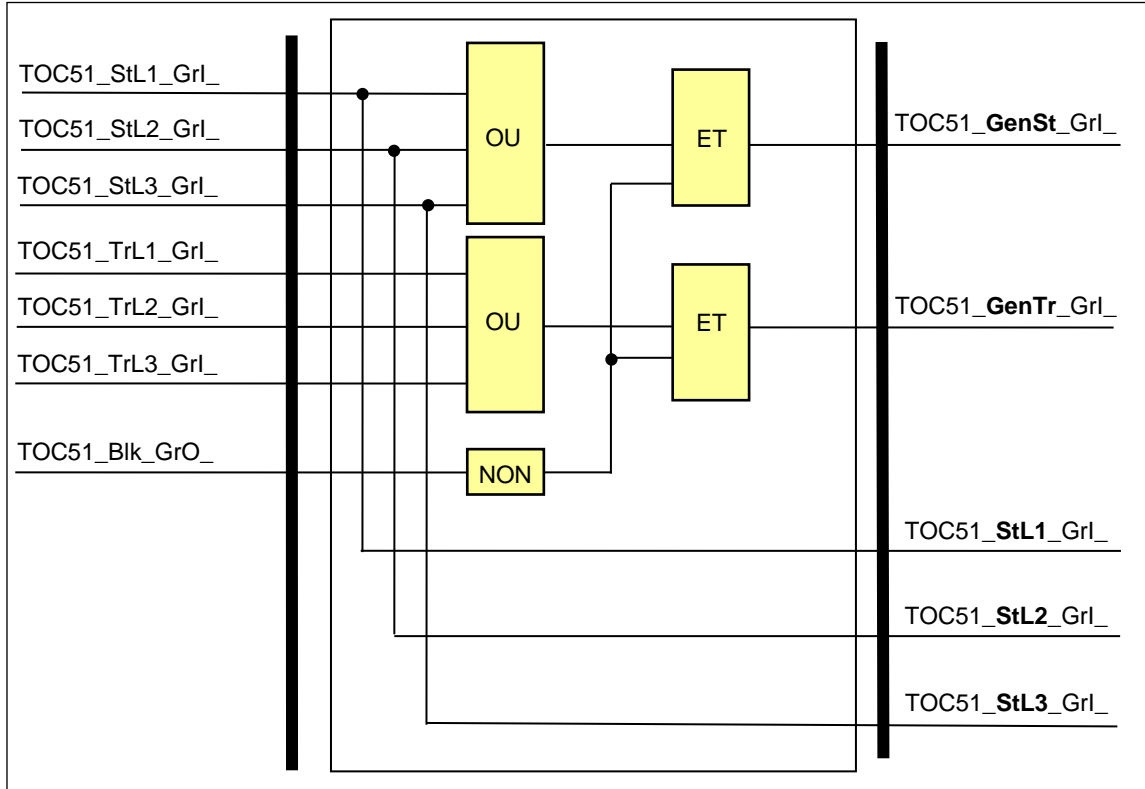 TOC51_StL1_GrI_
TOC51_StL2_GrI_
TOC51_StL3_GrI_
TOC51_TrL1_GrI_
TOC51_TrL2_GrI_
TOC51_TrL3_GrI_
TOC51_Blk_GrO_
OU
OU
NON
ET
ET
TOC51_GenSt_GrI_
TOC51_GenTr_GrI_
TOC51_StL1_GrI_
TOC51_StL2_GrI_
TOC51_StL3_GrI_